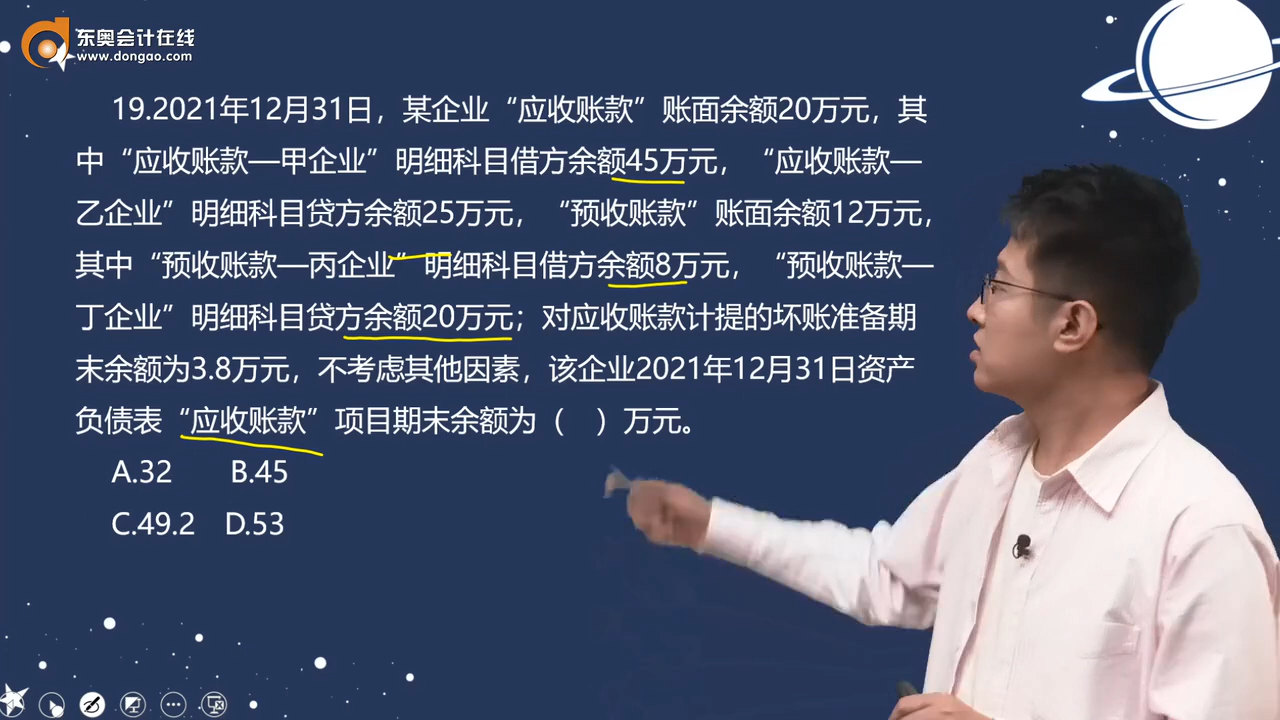 东奥会计在线
www.dongao.com
19.2021年12月31日，某企业“应收账款”账面余额20万元，其
中“应收账款—甲企业”明细科目借方余额45万元，“应收账款—
乙企业”明细科目贷方余额25万元，“预收账款”账面余额12万元，
其中“预收账款—丙企业”明细科目借方余额8万元，“预收账款—
丁企业”明细科目贷方余额20万元；对应收账款计提的坏账准备期
末余额为3.8万元，不考虑其他因素，该企业2021年12月31日资产
负债表“应收账款”项目期末余额为（　）万元。
A.32 B.45
C.49.2 D.53